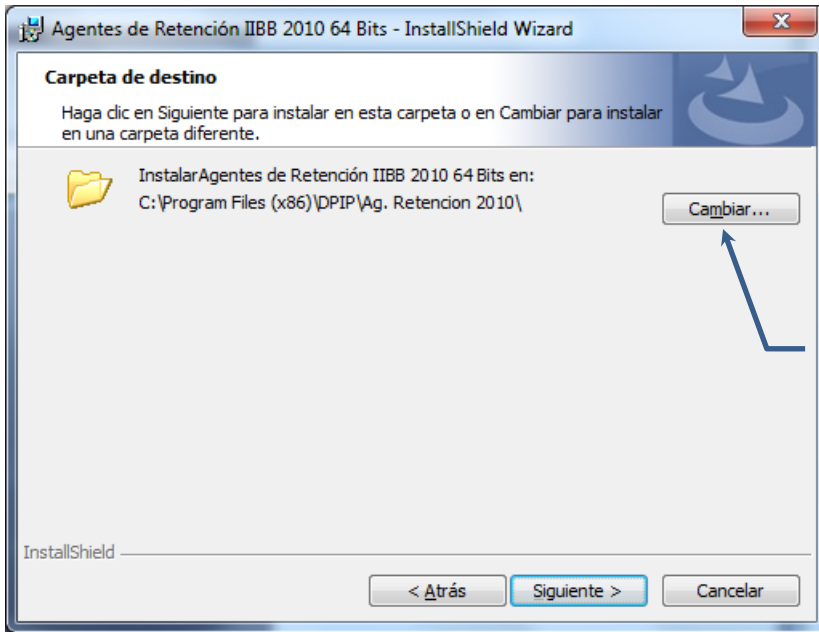 Agentes de Retención IIBB 2010 64 Bits - InstallShield Wizard
Carpeta de destino
Haga clic en Siguiente para instalar en esta carpeta o en Cambiar para instalar
en una carpeta diferente.
InstalarAgentes de Retención IIBB 2010 64 Bits en:
C:\Program Files (x86)\DPIP\Ag. Retencion 2010\
Cambiar...
InstallShield
< Atrás
Siguiente >
Cancelar